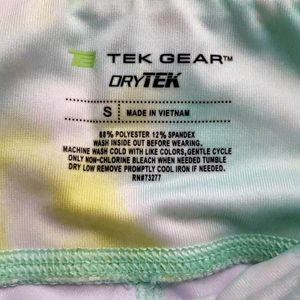 TEK GEAR™
DRYTEK
S MADE IN VIETNAM
88% POLYESTER 12% SPANDEX
WASH INSIDE OUT BEFORE WEARING.
MACHINE WASH COLD WITH LIKE COLORS, GENTLE CYCLE
ONLY NON-CHLORINE BLEACH WHEN NEEDED TUMBLE
DRY LOW REMOVE PROMPTLY COOL IRON IF NEEDED.
RN#73277